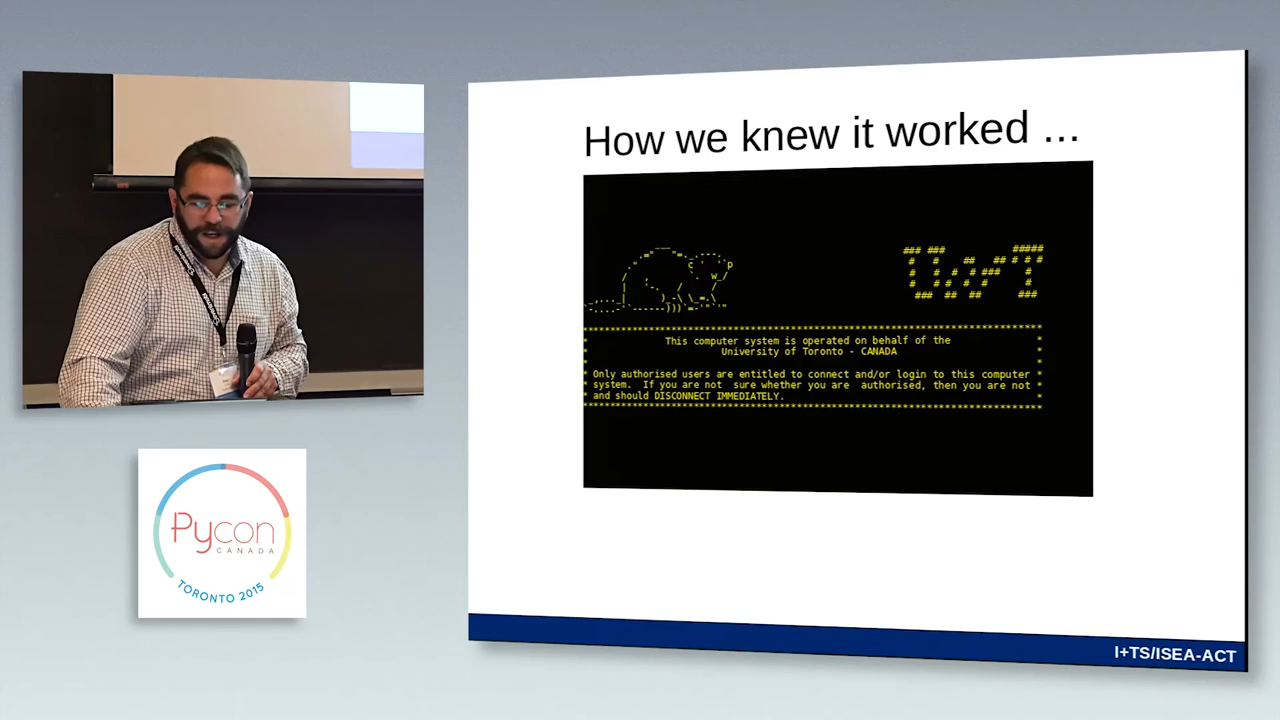 How we knew it worked ...
This computer system is operated on behalf of the
University of Toronto - CANADA
Only authorised users are entitled to connect and/or login to this computer
system. If you are not sure whether you are authorised, then you are not
and should DISCONNECT IMMEDIATELY.
UofT
Pycon
CANADA
TORONTO 2015
I+TS/ISEA-ACT